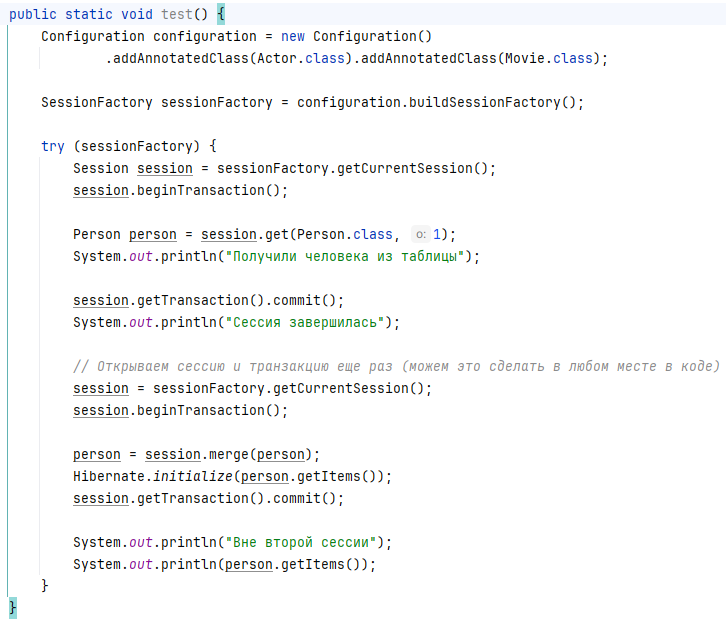 public static void test() {
    Configuration configuration = new Configuration()
            .addAnnotatedClass(Actor.class).addAnnotatedClass(Movie.class);
    SessionFactory sessionFactory = configuration.buildSessionFactory();
    try (sessionFactory) {
        Session session = sessionFactory.getCurrentSession();
        session.beginTransaction();
        Person person = session.get(Person.class, o: 1);
        System.out.println("Получили человека из таблицы");
        session.getTransaction().commit();
        System.out.println("Сессия завершилась");
        // Открываем сессию и транзакцию еще раз (можем это сделать в любом месте в коде)
        session = sessionFactory.getCurrentSession();
        session.beginTransaction();
        person = session.merge(person);
        Hibernate.initialize(person.getItems());
        session.getTransaction().commit();
        System.out.println("Вне второй сессии");
        System.out.println(person.getItems());
    }
}